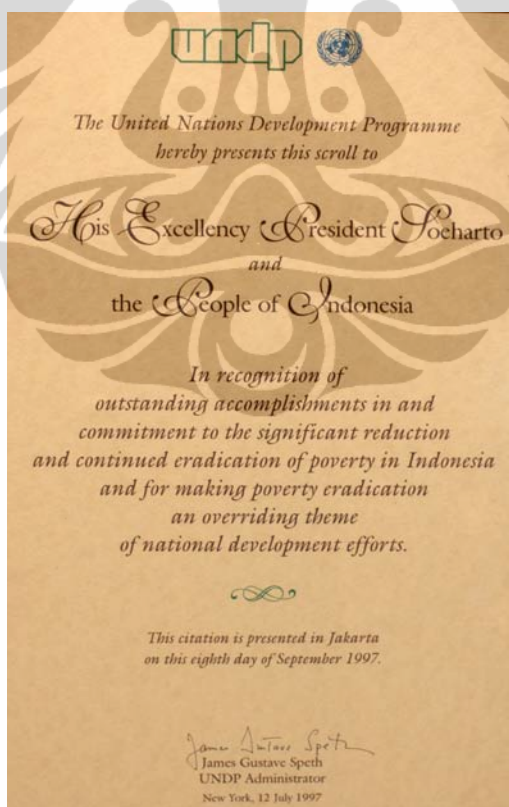 undp
The United Nations Development Programme
hereby presents this scroll to
His Excellency President Soeharto
and
the People of Indonesia
In recognition of
outstanding accomplishments in and
commitment to the significant reduction
and continued eradication of poverty in Indonesia
and for making poverty eradication
an overriding theme
of national development efforts.
This citation is presented in Jakarta
on this eighth day of September 1997.
James Gustave Speth
James Gustave Speth
UNDP Administrator
New York, 12 July 1997